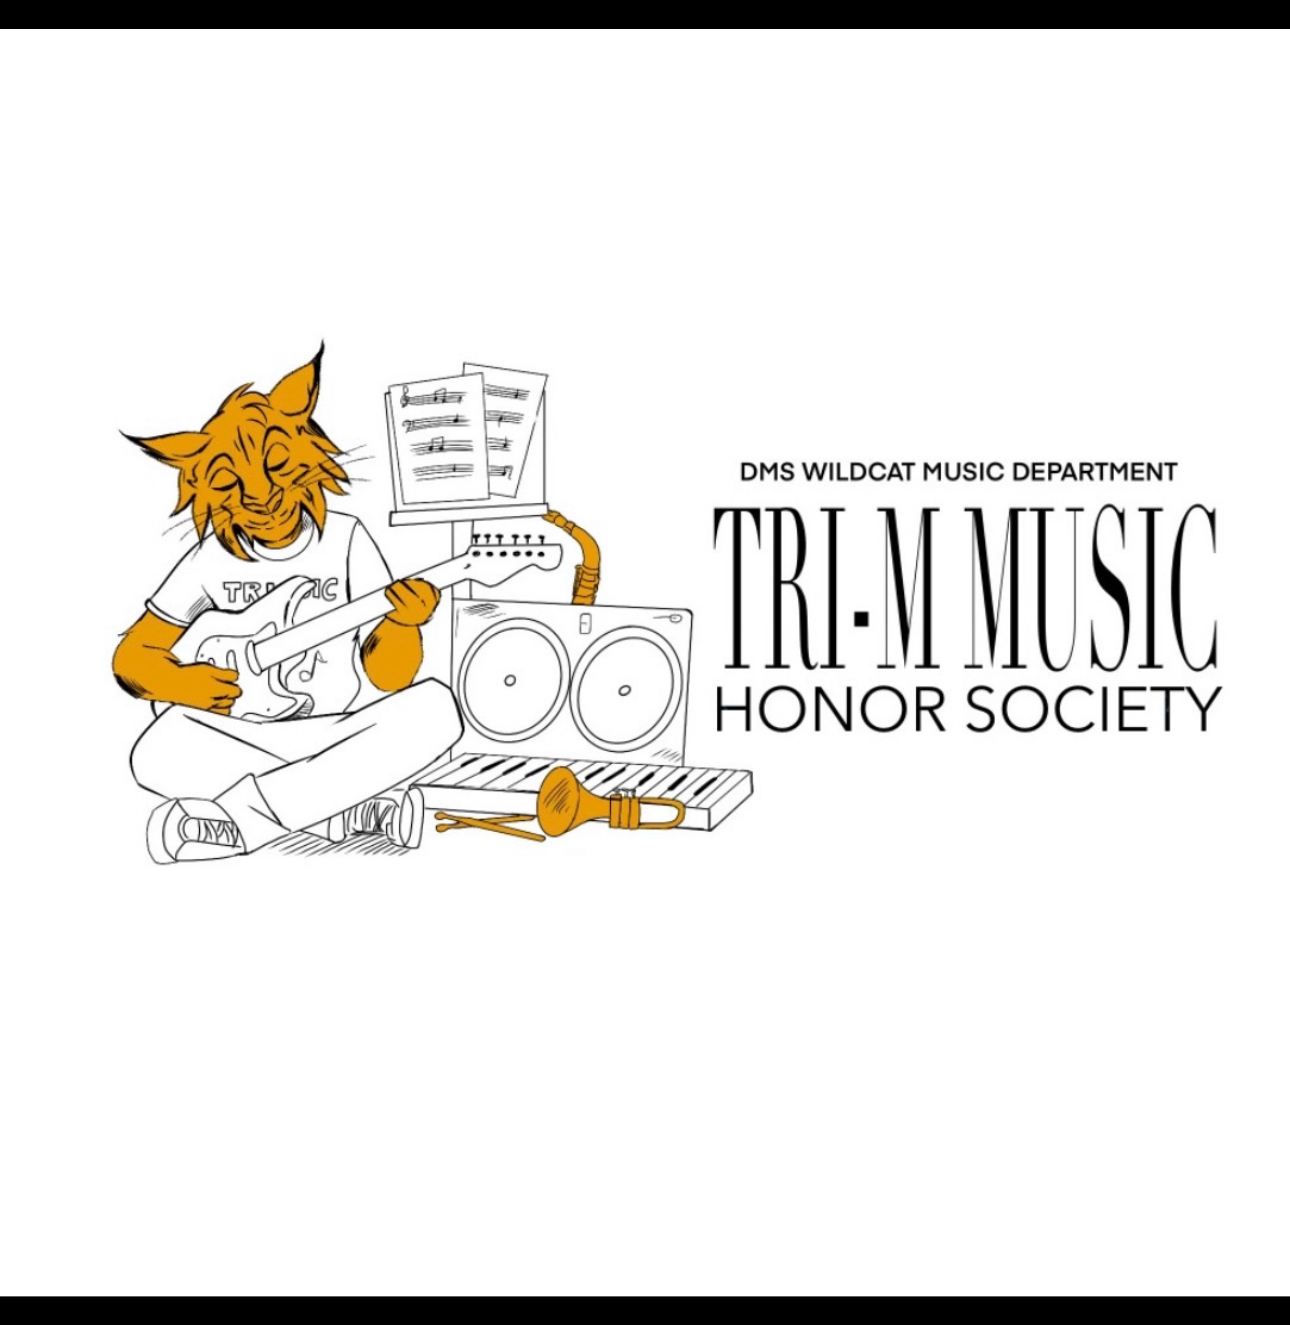 DMS WILDCAT MUSIC DEPARTMENT
TRI-M MUSIC
HONOR SOCIETY